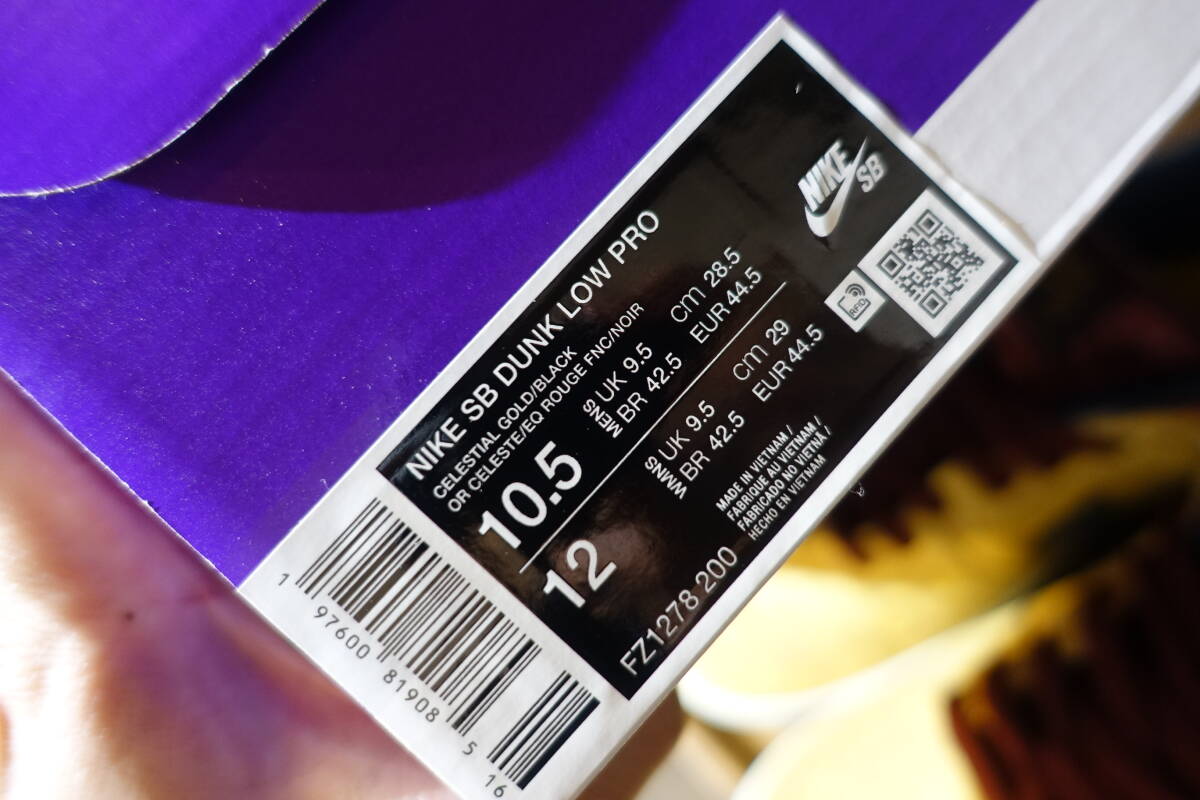 NIKE SB
NIKE SB DUNK LOW PRO
CELESTIAL GOLD/BLACK
OR CELESTE/EQ ROUGE FNC/NOIR
10.5
MENS
UK 9.5 cm 28.5
BR 42.5 EUR 44.5
12
WMNS
UK 9.5 cm 29
BR 42.5 EUR 44.5
RFID
MADE IN VIETNAM /
FABRIQUE AU VIETNAM /
FABRICADO NO VIETNÃ /
HECHO EN VIETNAM
FZ1278 200
1 97600 81908 5 16